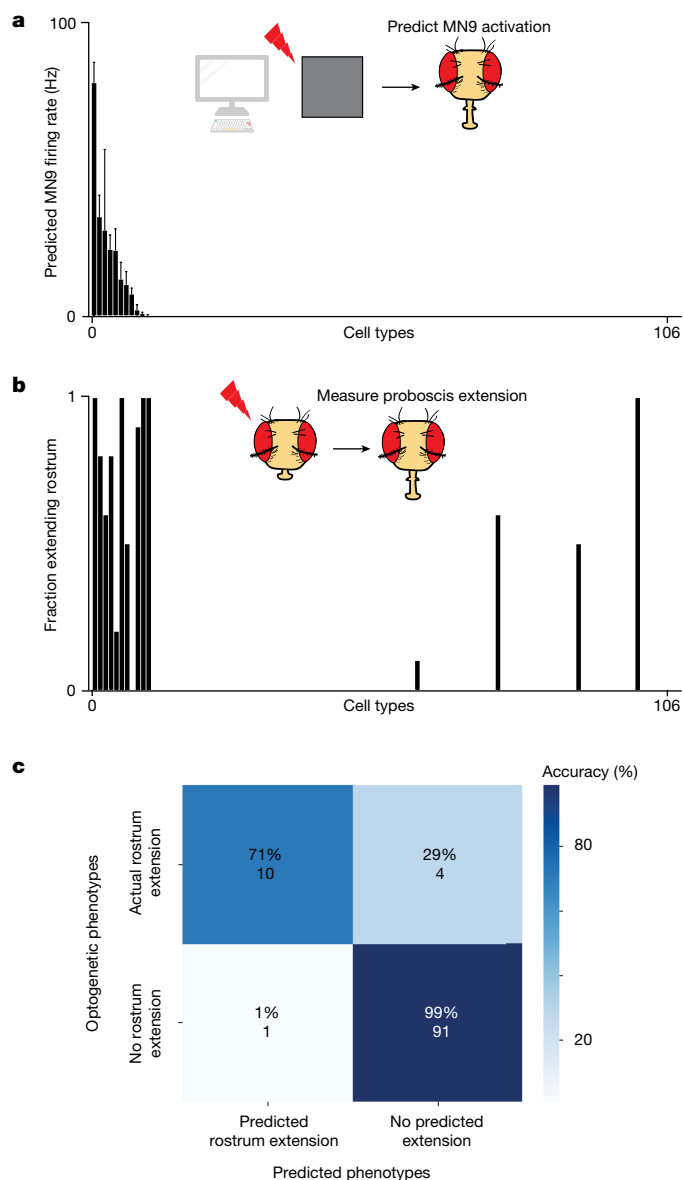 a
100
Predict MN9 activation
Predicted MN9 firing rate (Hz)
0
0
Cell types
106
b
1
Measure proboscis extension
Fraction extending rostrum
0
0
Cell types
106
c
Accuracy (%)
Optogenetic phenotypes
Actual rostrum
extension
71%
10
29%
4
80
No rostrum
extension
1%
1
99%
91
20
Predicted
rostrum extension
No predicted
extension
Predicted phenotypes